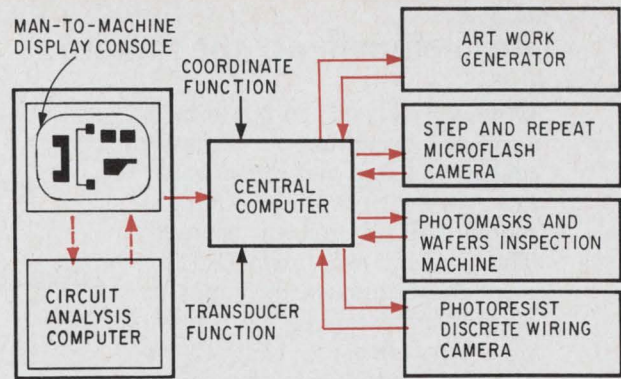 MAN-TO-MACHINE
DISPLAY CONSOLE
CIRCUIT
ANALYSIS
COMPUTER
COORDINATE
FUNCTION
CENTRAL
COMPUTER
TRANSDUCER
FUNCTION
ART WORK
GENERATOR
STEP AND REPEAT
MICROFLASH
CAMERA
PHOTOMASKS AND
WAFERS INSPECTION
MACHINE
PHOTORESIST
DISCRETE WIRING
CAMERA